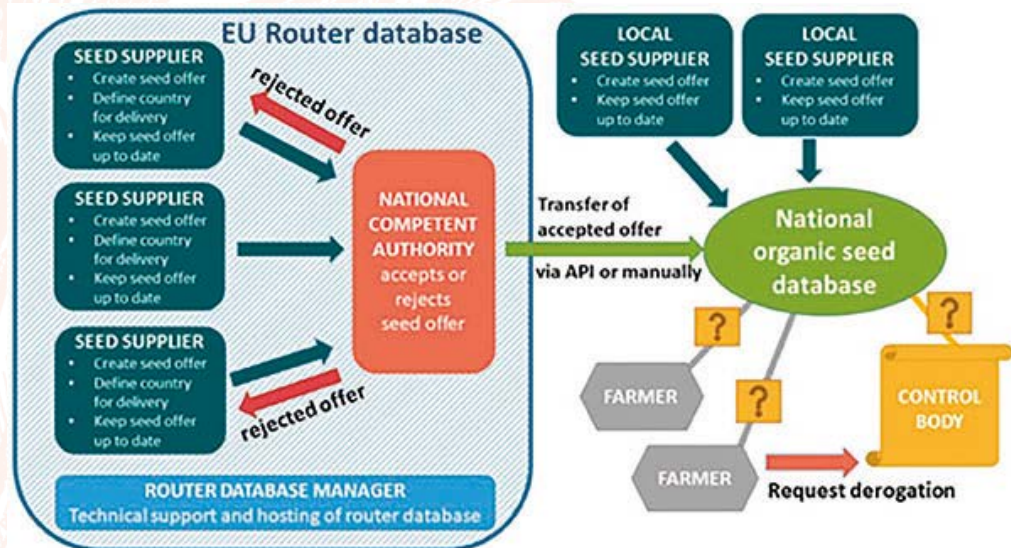 EU Router database
SEED SUPPLIER
• Create seed offer
• Define country
for delivery
• Keep seed offer
up to date
rejected offer
SEED SUPPLIER
• Create seed offer
• Define country
for delivery
• Keep seed offer
up to date
SEED SUPPLIER
• Create seed offer
• Define country
for delivery
• Keep seed offer
up to date
rejected offer
NATIONAL
COMPETENT
AUTHORITY
accepts or
rejects
seed offer
ROUTER DATABASE MANAGER
Technical support and hosting of router database
Transfer of
accepted offer
via API or manually
LOCAL
SEED SUPPLIER
• Create seed offer
• Keep seed offer
up to date
LOCAL
SEED SUPPLIER
• Create seed offer
• Keep seed offer
up to date
National
organic seed
database
?
?
?
FARMER
FARMER
CONTROL
BODY
Request derogation